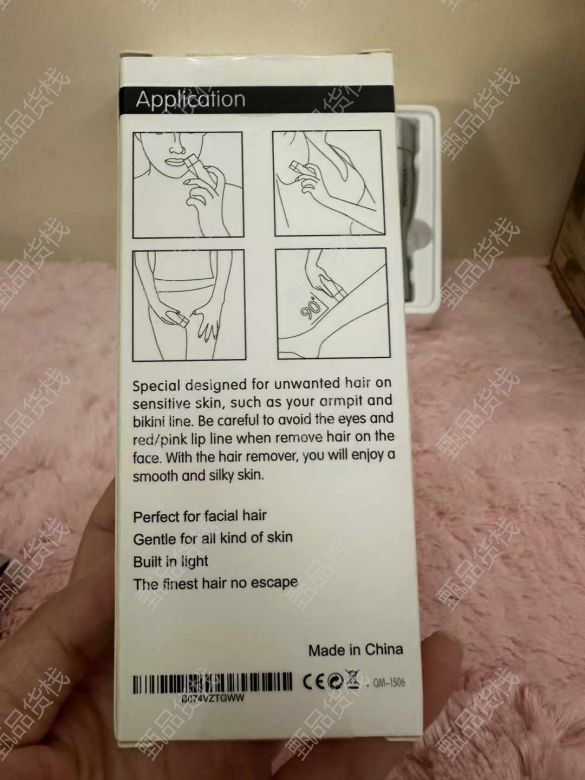 Application
90°
Special designed for unwanted hair on
sensitive skin, such as your armpit and
bikini line. Be careful to avoid the eyes and
red/pink lip line when remove hair on the
face. With the hair remover, you will enjoy a
smooth and silky skin.
Perfect for facial hair
Gentle for all kind of skin
Built in light
The finest hair no escape
Made in China
B074VZTGWW
CE
QM-1506
甄品货栈